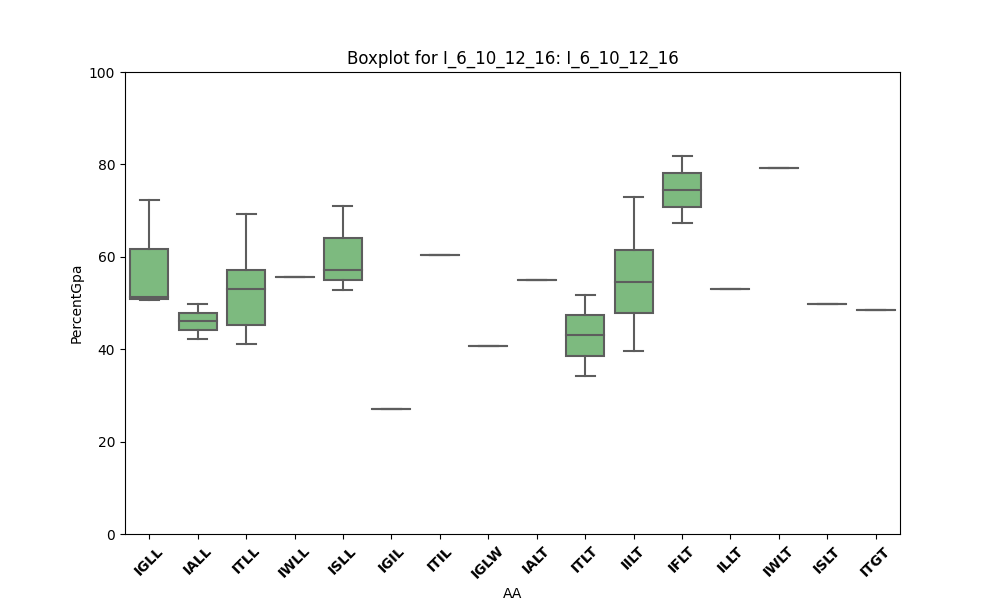 Boxplot for I_6_10_12_16: I_6_10_12_16
100
80
60
40
20
0
PercentGpa
IGLL IALL ITLL IWLL ISLL IGIL ITIL IGLW IALT ITLT IILT IFLT ILLT IWLT ISLT ITGT
AA